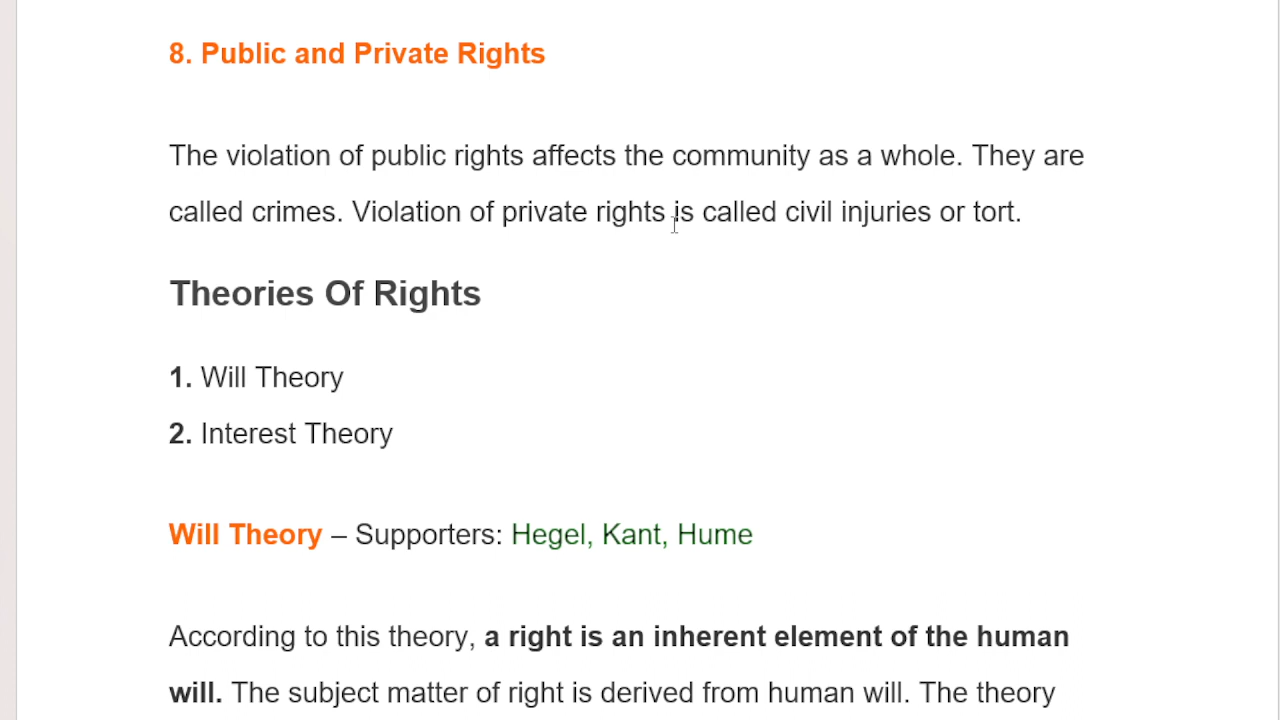 8. Public and Private Rights
The violation of public rights affects the community as a whole. They are
called crimes. Violation of private rights is called civil injuries or tort.
Theories Of Rights
1. Will Theory
2. Interest Theory
Will Theory – Supporters: Hegel, Kant, Hume
According to this theory, a right is an inherent element of the human
will. The subject matter of right is derived from human will. The theory